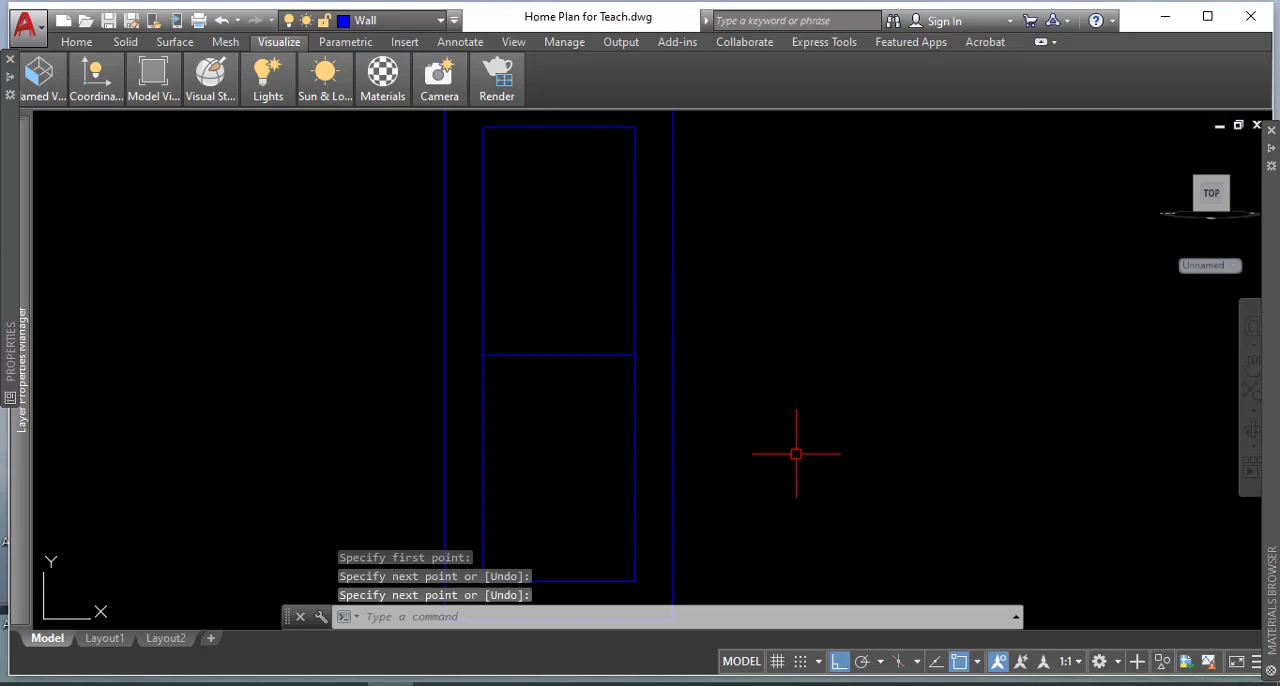 Wall
Home Plan for Teach.dwg
Type a keyword or phrase
Sign In
Home Solid Surface Mesh Visualize Parametric Insert Annotate View Manage Output Add-ins Collaborate Express Tools Featured Apps Acrobat
amed V... Coordina... Model Vi... Visual St... Lights Sun & Lo... Materials Camera Render
TOP
Unnamed
PROPERTIES
Layer Properties Manager
MATERIALS BROWSER
Y
X
Specify first point:
Specify next point or [Undo]:
Specify next point or [Undo]:
Type a command
Model Layout1 Layout2 +
MODEL 1:1